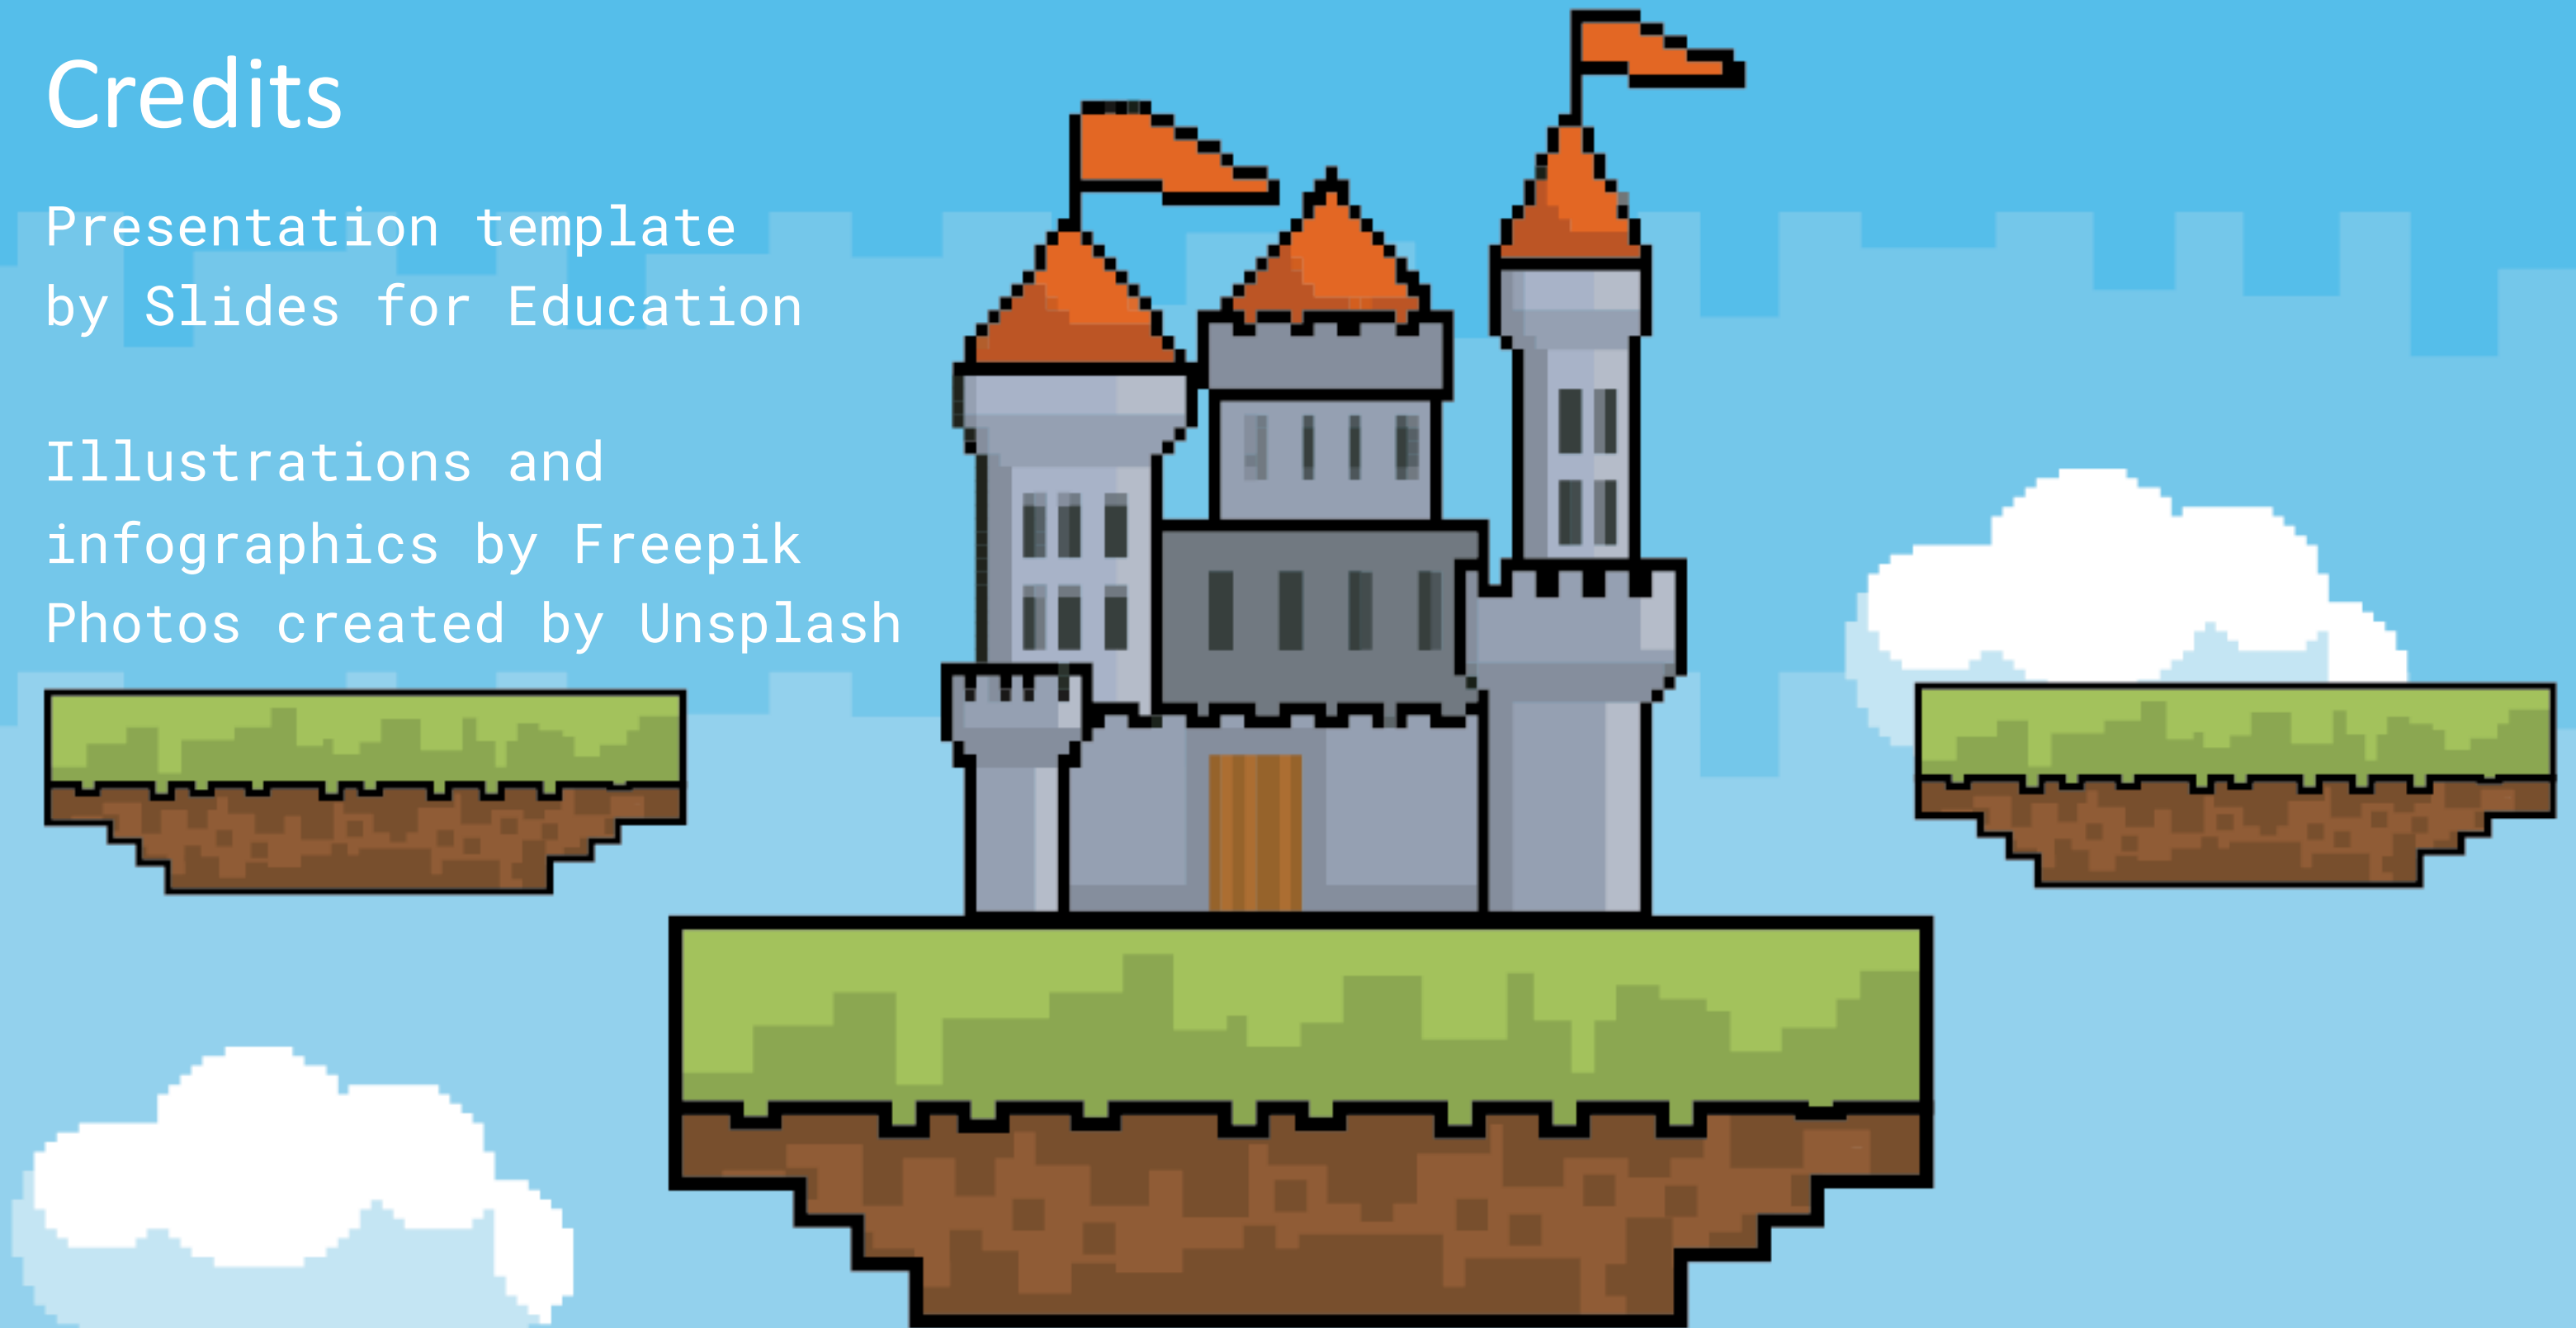 Credits
Presentation template
by Slides for Education
Illustrations and
infographics by Freepik
Photos created by Unsplash